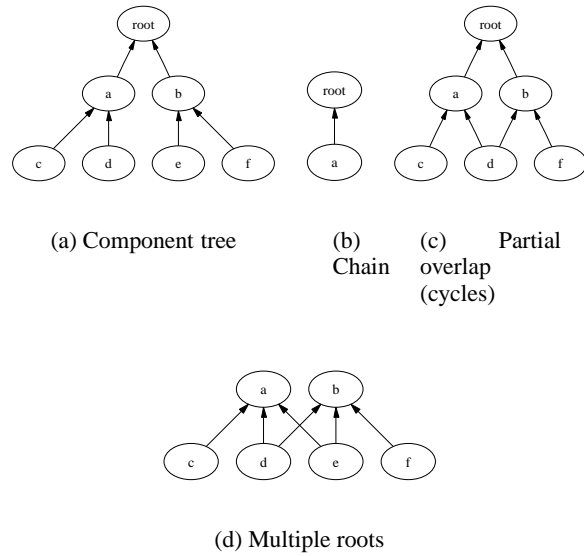 root
a
b
c
d
e
f
(a) Component tree
root
a
(b)
Chain
root
a
b
c
d
f
(c) Partial
overlap
(cycles)
a
b
c
d
e
f
(d) Multiple roots